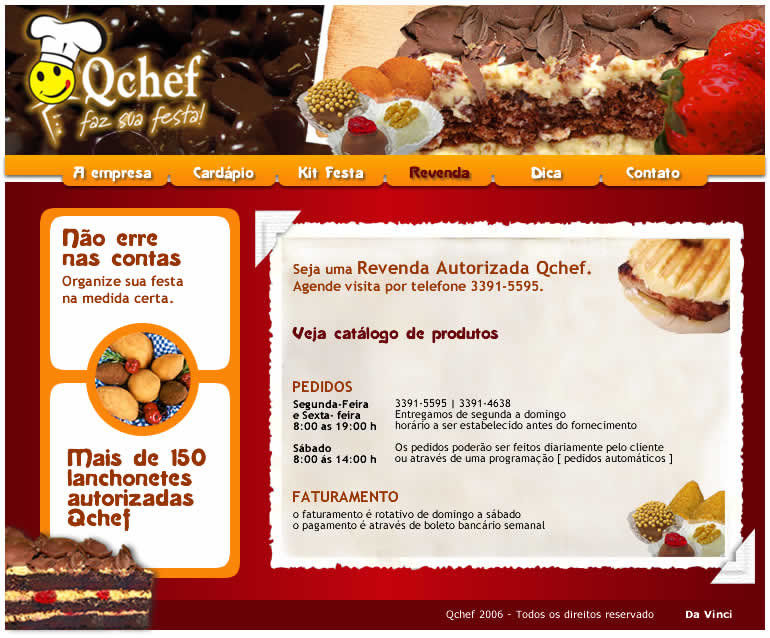 Qchef
faz sua festa!
A empresa
Cardápio
Kit Festa
Revenda
Dica
Contato
Não erre
nas contas
Organize sua festa
na medida certa.
Mais de 150
lanchonetes
autorizadas
Qchef
Seja uma Revenda Autorizada Qchef.
Agende visita por telefone 3391-5595.
Veja catálogo de produtos
PEDIDOS
Segunda-Feira
e Sexta- feira
8:00 as 19:00 h
3391-5595 | 3391-4638
Entregamos de segunda a domingo
horário a ser estabelecido antes do fornecimento
Sábado
8:00 ás 14:00 h
Os pedidos poderão ser feitos diariamente pelo cliente
ou através de uma programação [ pedidos automáticos ]
FATURAMENTO
o faturamento é rotativo de domingo a sábado
o pagamento é através de boleto bancário semanal
Qchef 2006 - Todos os direitos reservado
Da Vinci